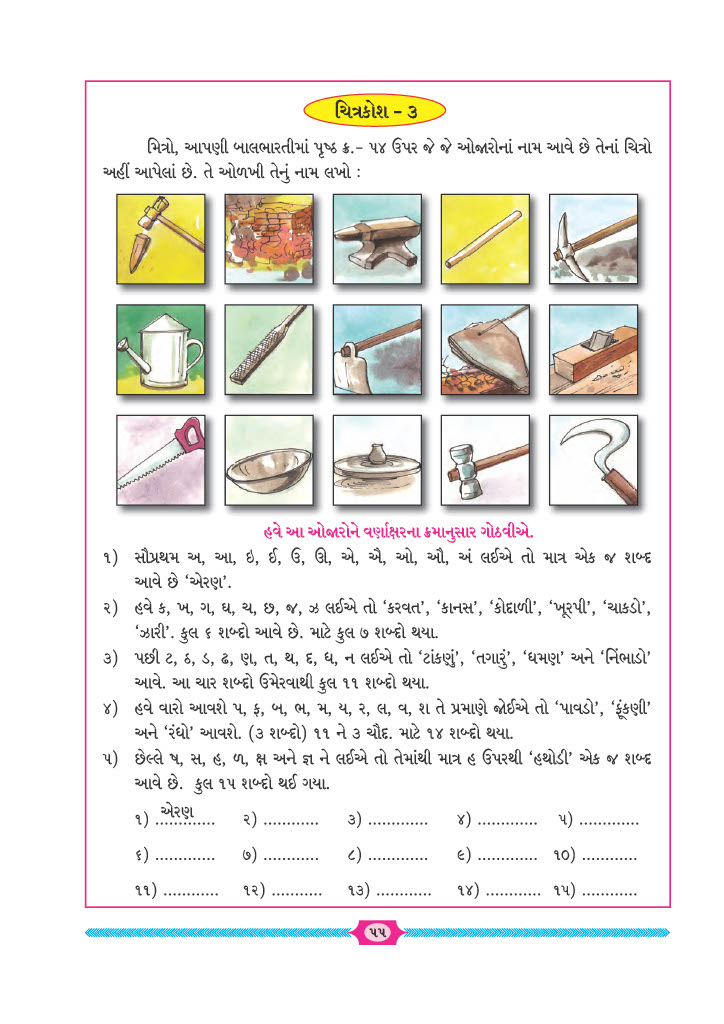 ચિત્રકોશ – ૩
મિત્રો, આપણી બાલભારતીમાં પૃષ્ઠ ક્ર.– ૫૪ ઉપર જે જે ઓજારોનાં નામ આવે છે તેનાં ચિત્રો
અહીં આપેલાં છે. તે ઓળખી તેનું નામ લખો :
હવે આ ઓજારોને વર્ણાક્ષરના ક્રમાનુસાર ગોઠવીએ.
૧) સૌપ્રથમ અ, આ, ઇ, ઈ, ઉ, ઊ, એ, ઐ, ઓ, ઔ, અં લઈએ તો માત્ર એક જ શબ્દ
આવે છે ‘એરણ’.
૨) હવે ક, ખ, ગ, ઘ, ચ, છ, જ, ઝ લઈએ તો ‘કરવત’, ‘કાનસ’, ‘કોદાળી’, ‘ખૂરપી’, ‘ચાકડો’,
‘ઝારી’. કુલ ૬ શબ્દો આવે છે. માટે કુલ ૭ શબ્દો થયા.
૩) પછી ટ, ઠ, ડ, ઢ, ણ, ત, થ, દ, ધ, ન લઈએ તો ‘ટાંકણું’, ‘તગારું’, ‘ધમણ’ અને ‘નિંભાડો’
આવે. આ ચાર શબ્દો ઉમેરવાથી કુલ ૧૧ શબ્દો થયા.
૪) હવે વારો આવશે પ, ફ, બ, ભ, મ, ય, ર, લ, વ, શ તે પ્રમાણે જોઈએ તો ‘પાવડો’, ‘ફૂંકણી’
અને ‘રંધો’ આવશે. (૩ શબ્દો) ૧૧ ને ૩ ચૌદ. માટે ૧૪ શબ્દો થયા.
૫) છેલ્લે ષ, સ, હ, ળ, ક્ષ અને જ્ઞ ને લઈએ તો તેમાંથી માત્ર હ ઉપરથી ‘હથોડી’ એક જ શબ્દ
આવે છે. કુલ ૧૫ શબ્દો થઈ ગયા.
૧) એરણ ............. ૨) ............ ૩) ............. ૪) ............. ૫) .............
૬) ............. ૭) ............ ૮) ............. ૯) ............. ૧૦) ............
૧૧) ............ ૧૨) ........... ૧૩) ............ ૧૪) ............ ૧૫) ............
૫૫